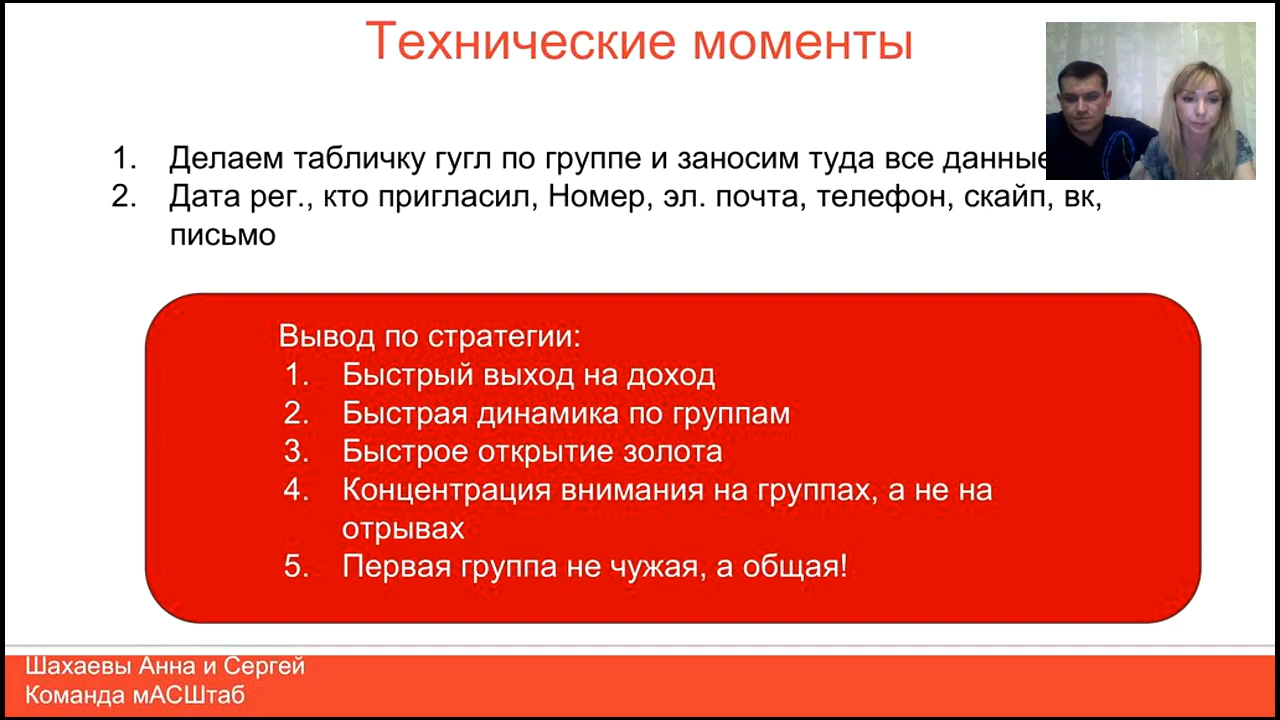 Технические моменты
1. Делаем табличку гугл по группе и заносим туда все данные
2. Дата рег., кто пригласил, Номер, эл. почта, телефон, скайп, вк,
письмо
Вывод по стратегии:
1. Быстрый выход на доход
2. Быстрая динамика по группам
3. Быстрое открытие золота
4. Концентрация внимания на группах, а не на
отрывах
5. Первая группа не чужая, а общая!
Шахаевы Анна и Сергей
Команда мАСШтаб